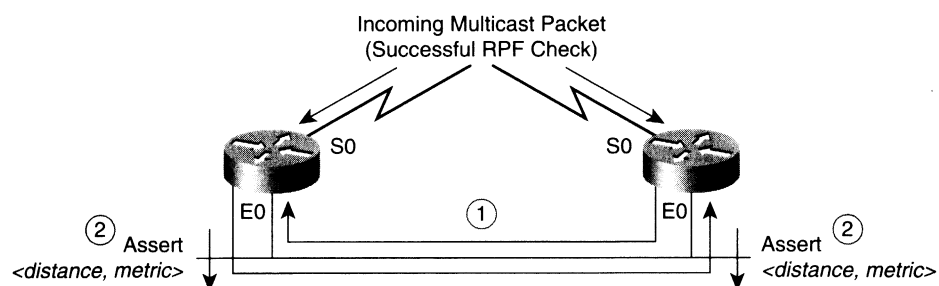 Incoming Multicast Packet
(Successful RPF Check)
S0
S0
E0
1
E0
2
Assert
<distance, metric>
Assert
2
<distance, metric>